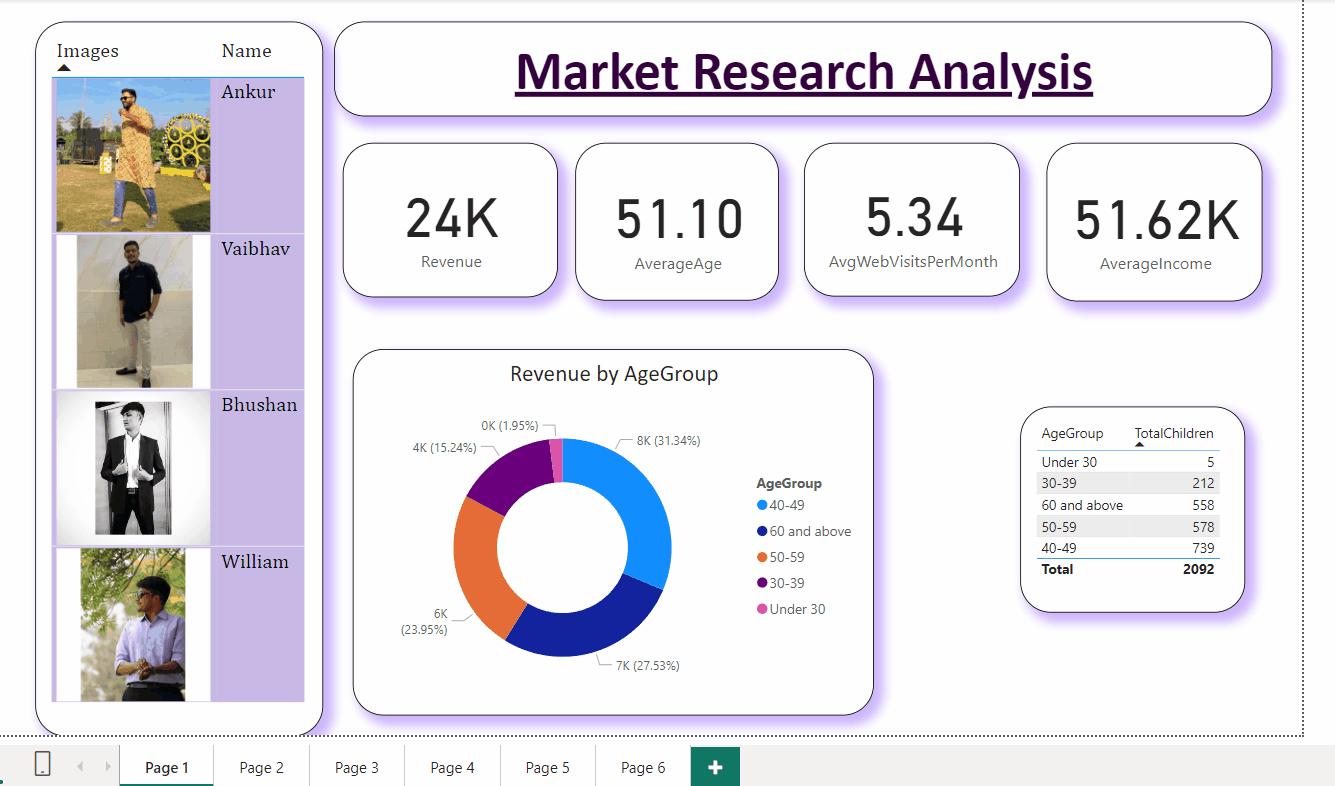 Images Name
Ankur
Vaibhav
Bhushan
William
Market Research Analysis
24K
Revenue
51.10
AverageAge
5.34
AvgWebVisitsPerMonth
51.62K
AverageIncome
Revenue by AgeGroup
0K (1.95%)
8K (31.34%)
4K (15.24%)
6K
(23.95%)
7K (27.53%)
AgeGroup
40-49
60 and above
50-59
30-39
Under 30
AgeGroup TotalChildren
Under 30 5
30-39 212
60 and above 558
50-59 578
40-49 739
Total 2092
Page 1 Page 2 Page 3 Page 4 Page 5 Page 6 +